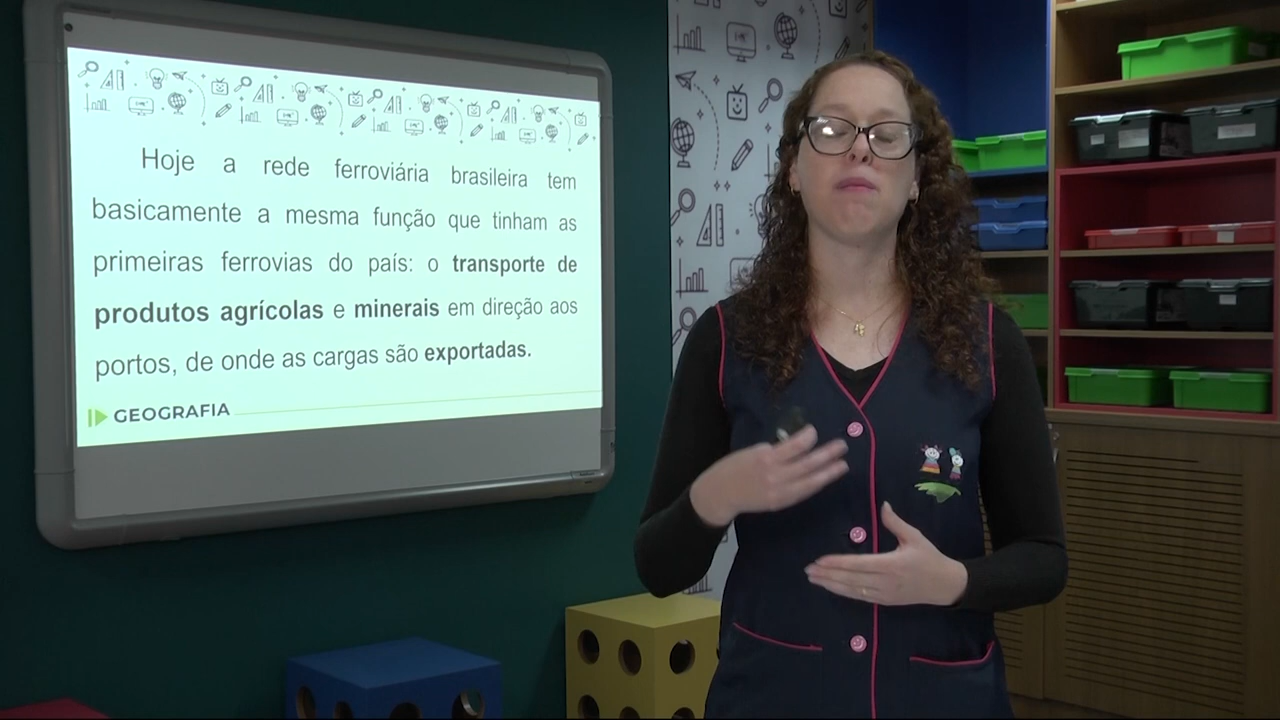 Hoje a rede ferroviária brasileira tem
basicamente a mesma função que tinham as
primeiras ferrovias do país: o transporte de
produtos agrícolas e minerais em direção aos
portos, de onde as cargas são exportadas.
GEOGRAFIA